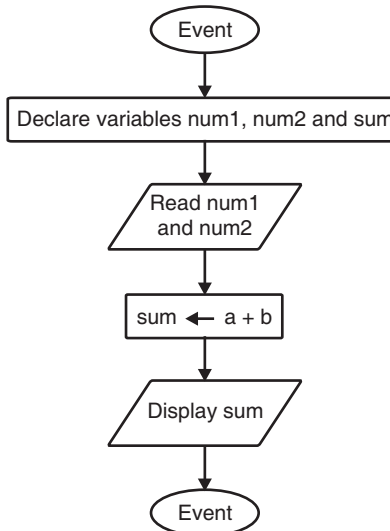 Event
Declare variables num1, num2 and sum
Read num1
and num2
sum ← a + b
Display sum
Event